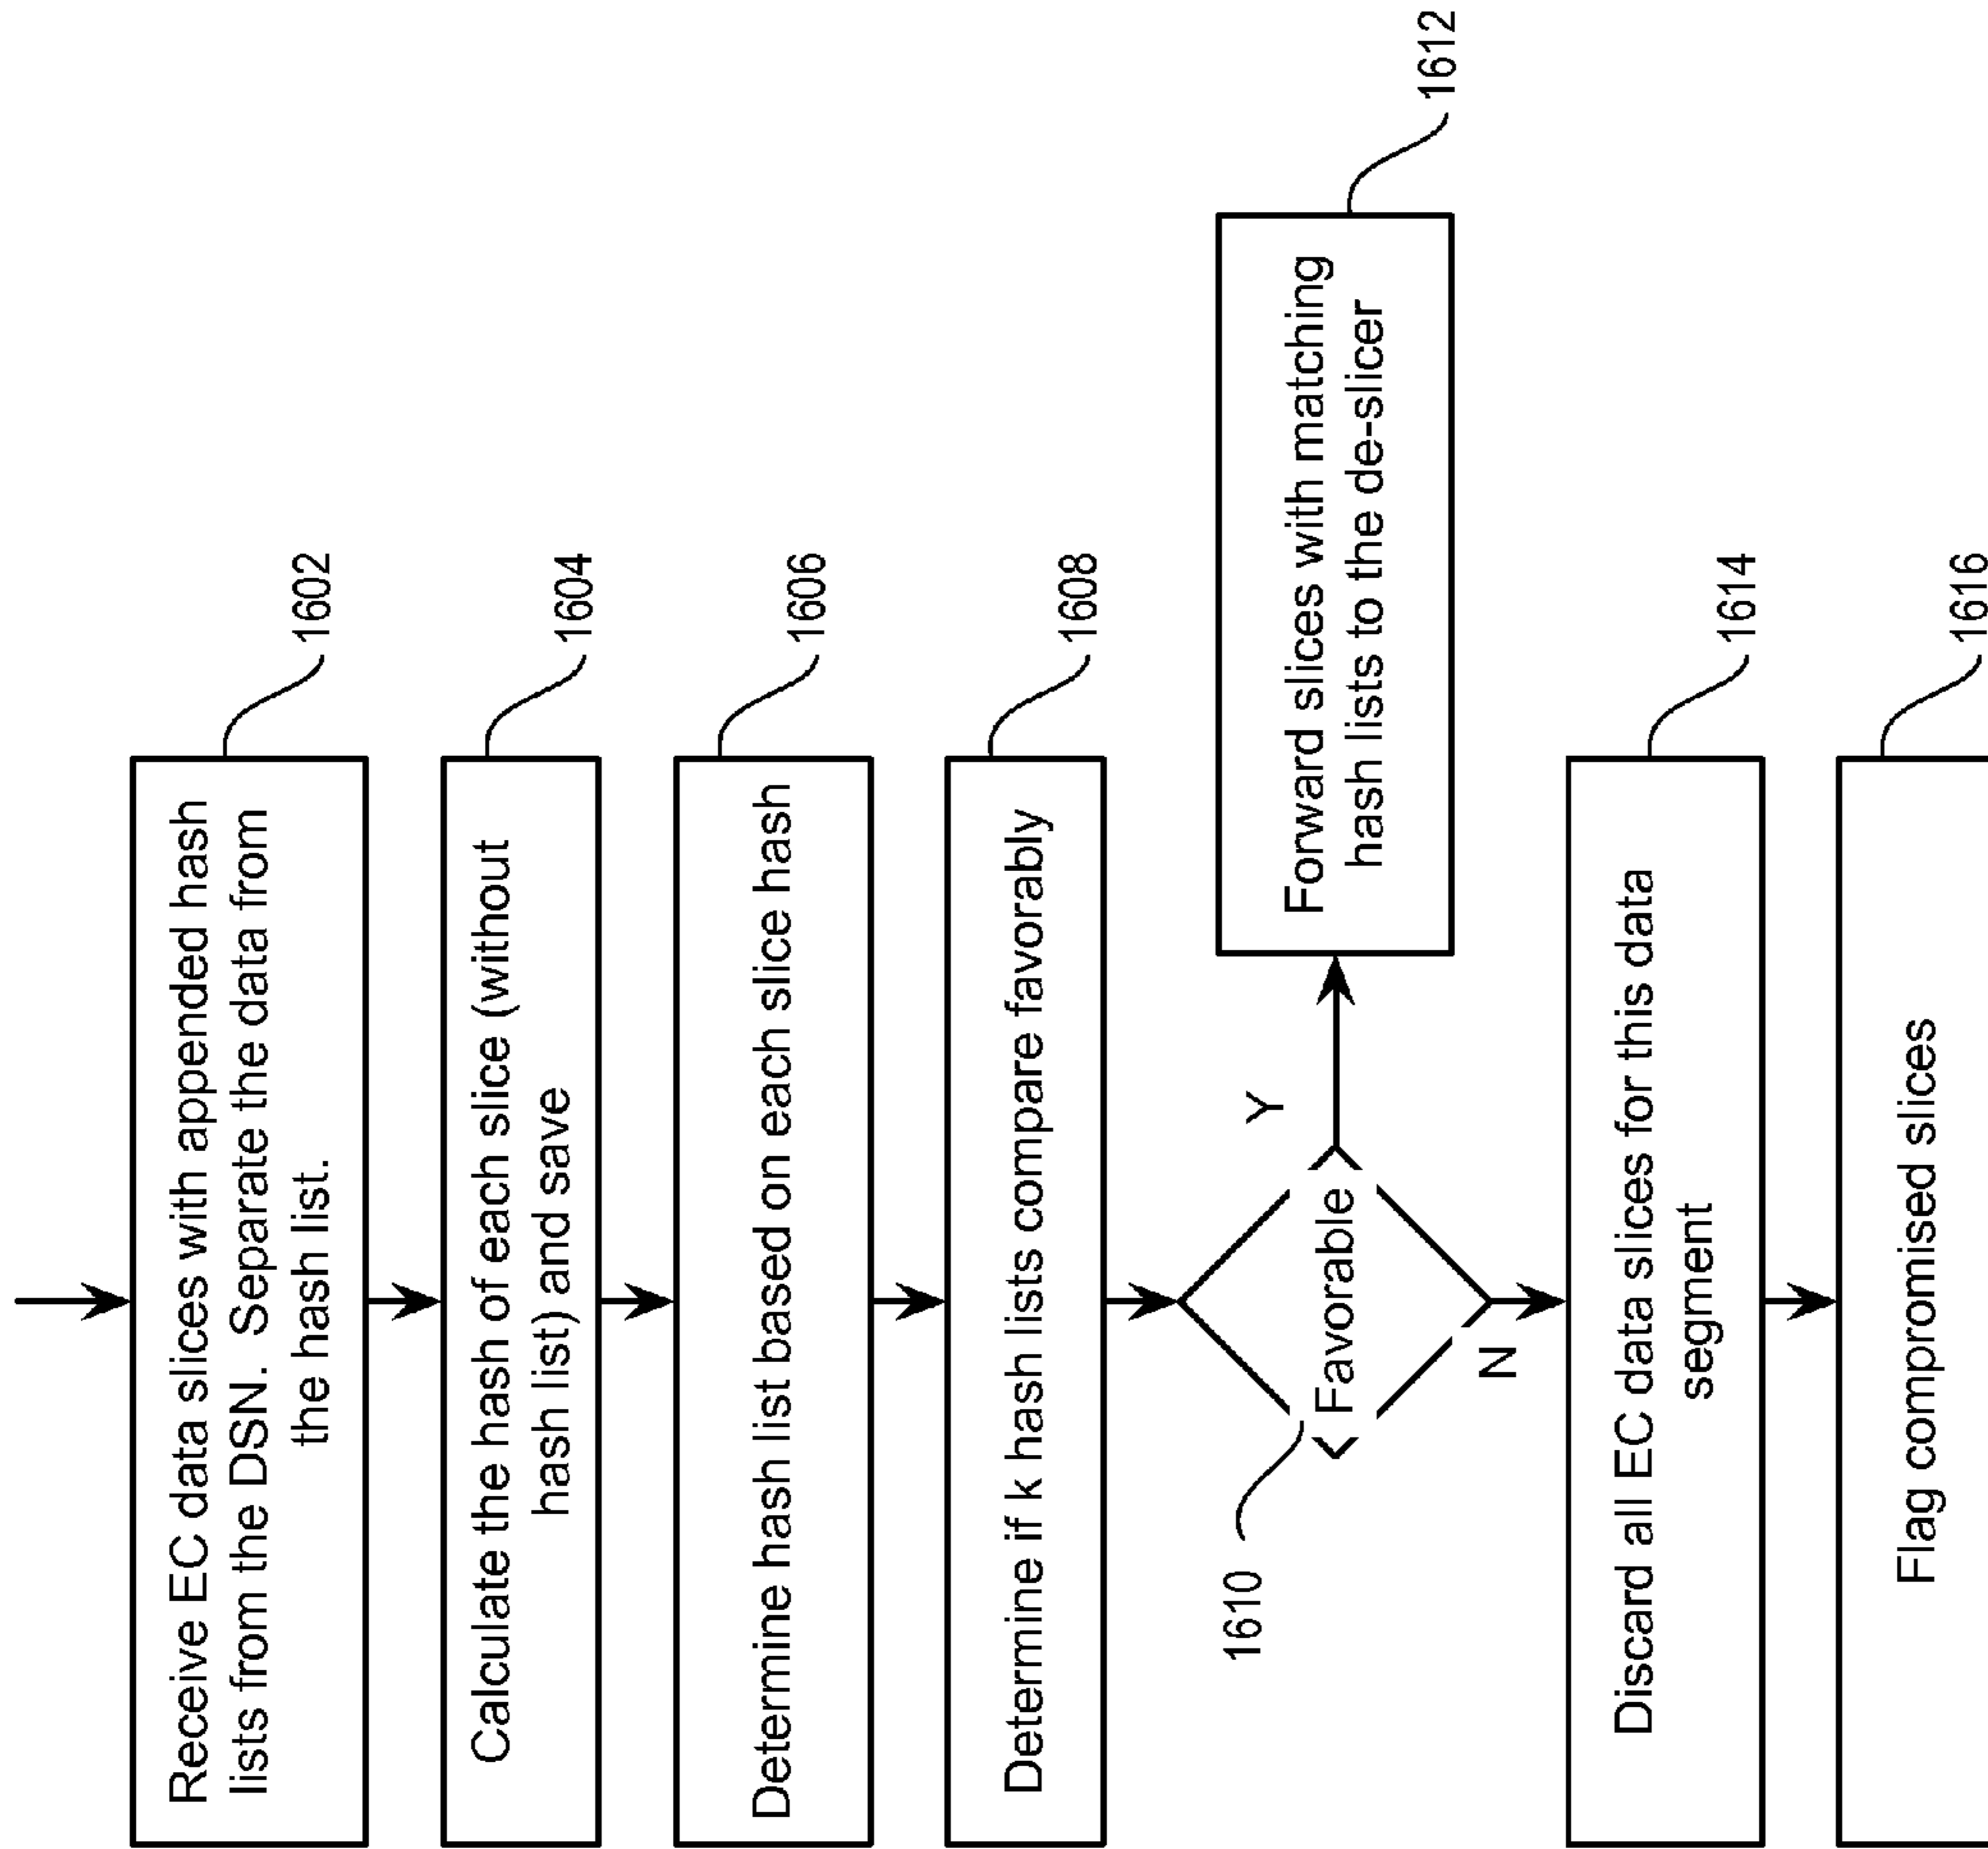 Receive EC data slices with appended hash
lists from the DSN. Separate the data from
the hash list.
1602
Calculate the hash of each slice (without
hash list) and save
1604
Determine hash list based on each slice hash
1606
Determine if k hash lists compare favorably
1608
1610
Favorable
Y
Forward slices with matching
hash lists to the de-slicer
1612
N
Discard all EC data slices for this data
segment
1614
Flag compromised slices
1616